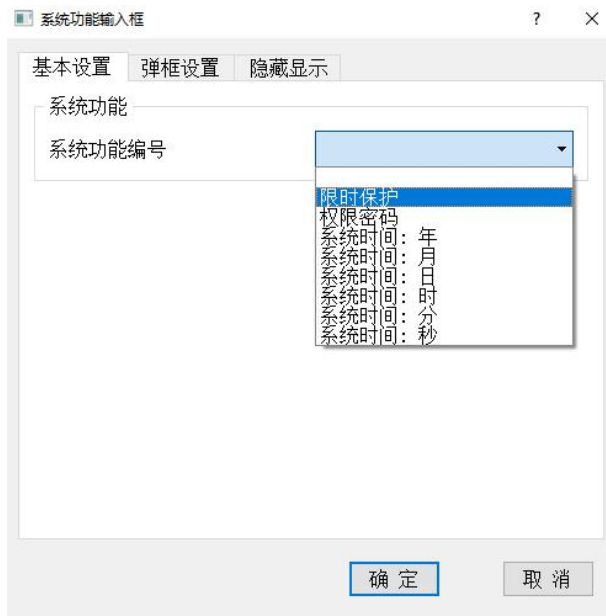 系统功能输入框
?
×
基本设置 弹框设置 隐藏显示
系统功能
系统功能编号
限时保护
权限密码
系统时间: 年
系统时间: 月
系统时间: 日
系统时间: 时
系统时间: 分
系统时间: 秒
确 定 取 消